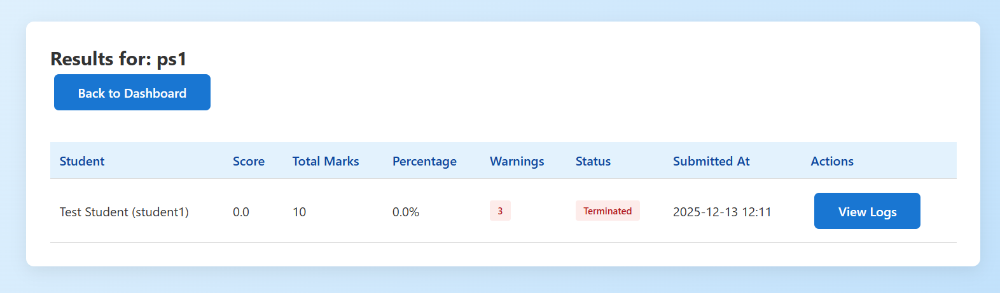 Results for: ps1
Back to Dashboard
Student Score Total Marks Percentage Warnings Status Submitted At Actions
Test Student (student1) 0.0 10 0.0% 3 Terminated 2025-12-13 12:11 View Logs